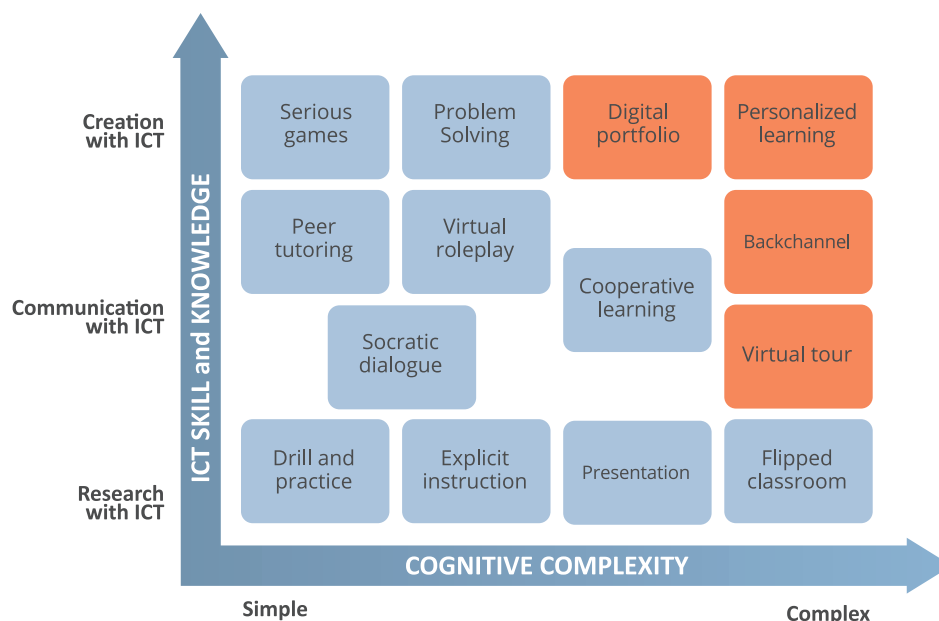 Creation
with ICT
Serious
games
Problem
Solving
Digital
portfolio
Personalized
learning
Peer
tutoring
Virtual
roleplay
Backchannel
Communication
with ICT
Cooperative
learning
Socratic
dialogue
Virtual tour
Research
with ICT
Drill and
practice
Explicit
instruction
Presentation
Flipped
classroom
ICT SKILL and KNOWLEDGE
COGNITIVE COMPLEXITY
Simple
Complex